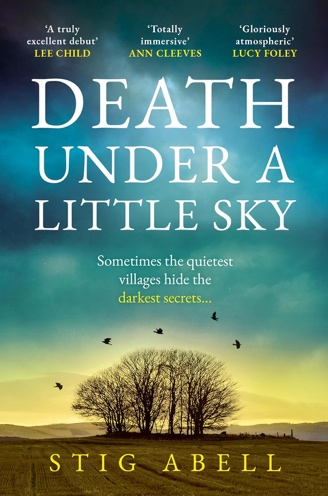 ‘A truly
excellent debut’
LEE CHILD
‘Totally
immersive’
ANN CLEEVES
‘Gloriously
atmospheric’
LUCY FOLEY
DEATH
UNDER A
LITTLE SKY
Sometimes the quietest
villages hide the
darkest secrets...
STIG ABELL